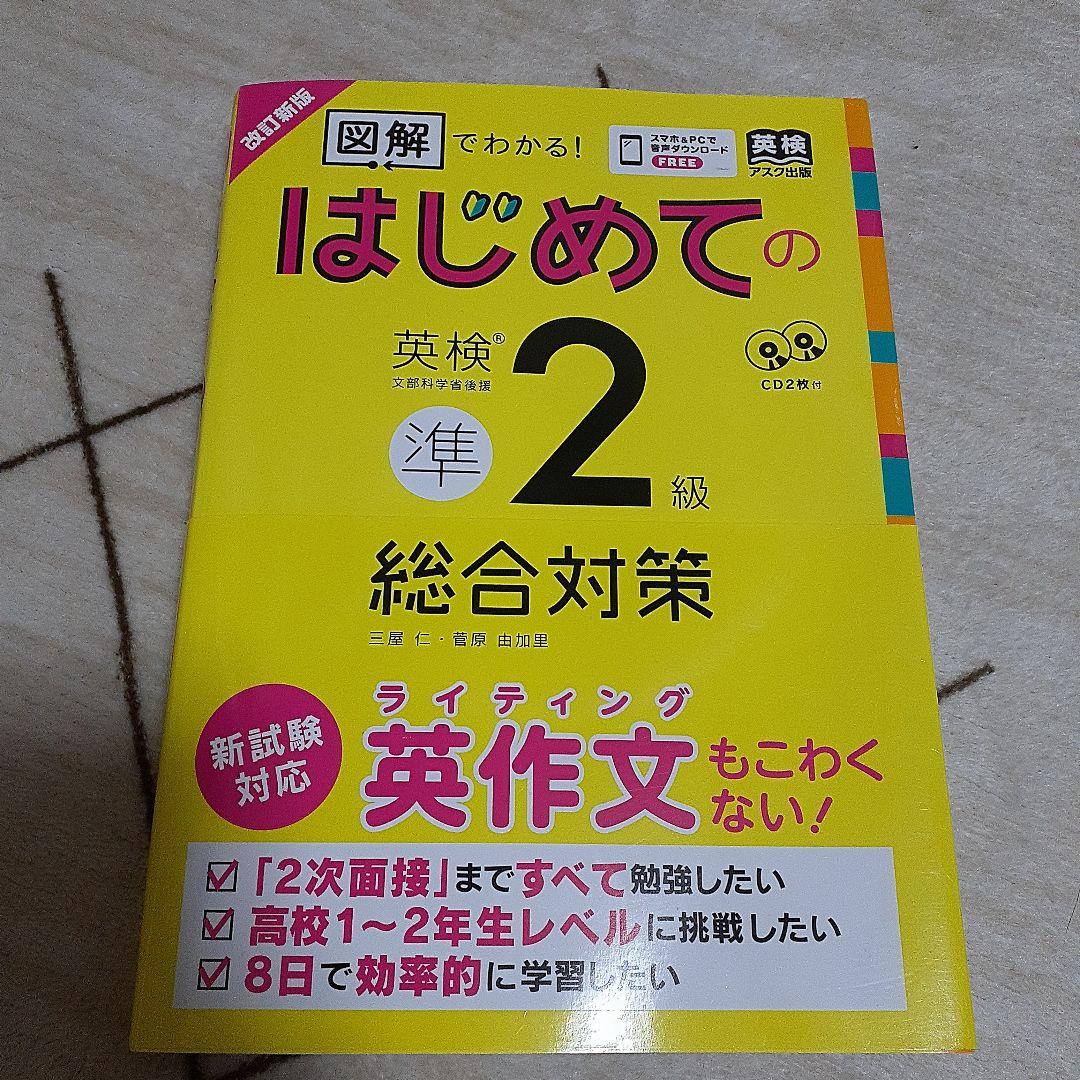 改訂新版
図解でわかる!
スマホ&PCで
音声ダウンロード
FREE
英検
アスク出版
はじめての
英検®
文部科学省後援
準2級
CD2枚付
総合対策
三屋 仁・菅原 由加里
新試験
対応
ライティング
英作文もこわく
ない!
「2次面接」まですべて勉強したい
高校1〜2年生レベルに挑戦したい
8日で効率的に学習したい